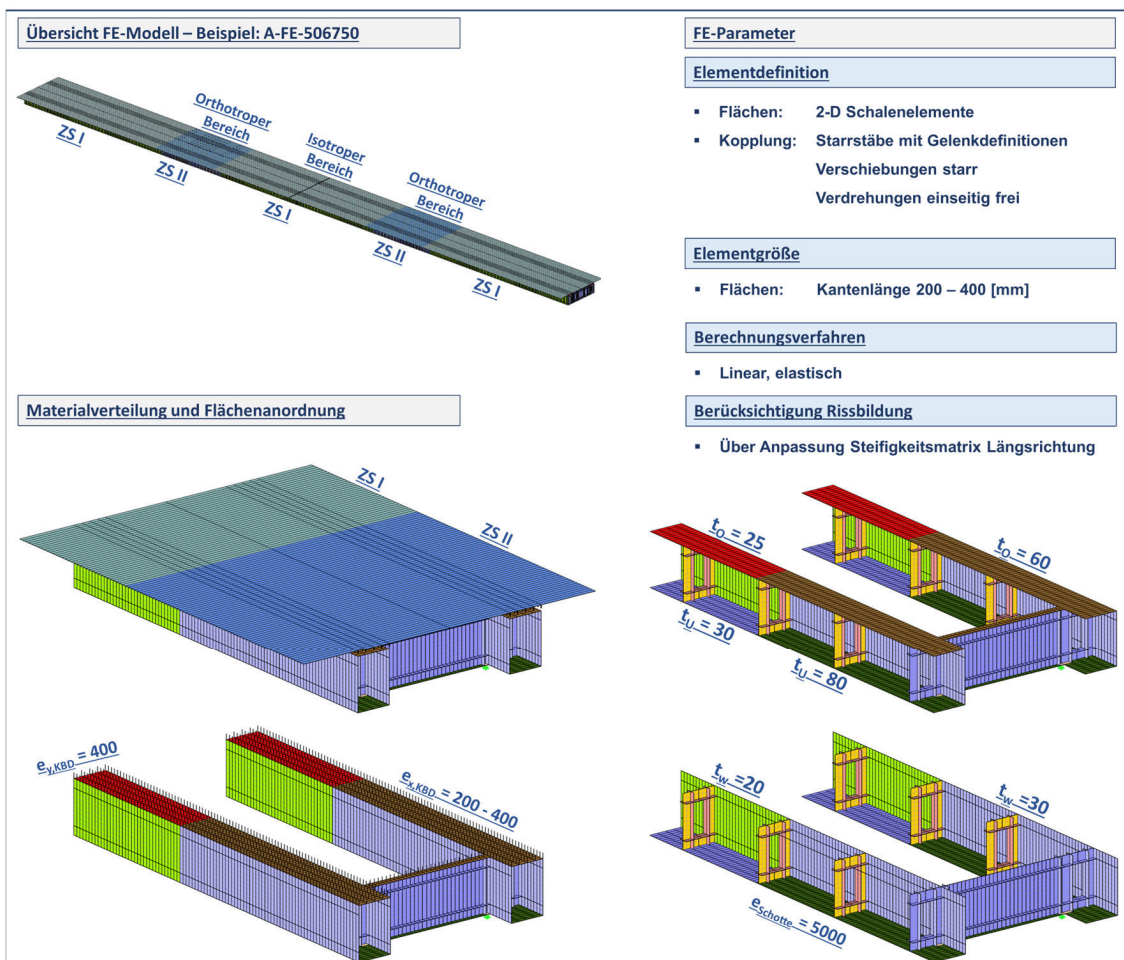 Übersicht FE-Modell – Beispiel: A-FE-506750
Orthotroper
Bereich
Isotroper
Bereich
Orthotroper
Bereich
ZS I
ZS II
ZS I
ZS II
ZS I
FE-Parameter
Elementdefinition
▪ Flächen: 2-D Schalenelemente
▪ Kopplung: Starrstäbe mit Gelenkdefinitionen
Verschiebungen starr
Verdrehungen einseitig frei
Elementgröße
▪ Flächen: Kantenlänge 200 – 400 [mm]
Berechnungsverfahren
▪ Linear, elastisch
Berücksichtigung Rissbildung
▪ Über Anpassung Steifigkeitsmatrix Längsrichtung
Materialverteilung und Flächenanordnung
ZS I
ZS II
t_O = 25
t_O = 60
t_U = 30
t_U = 80
e_y,KBD = 400
e_x,KBD = 200 - 400
t_w =20
t_w =30
e_Schotte = 5000